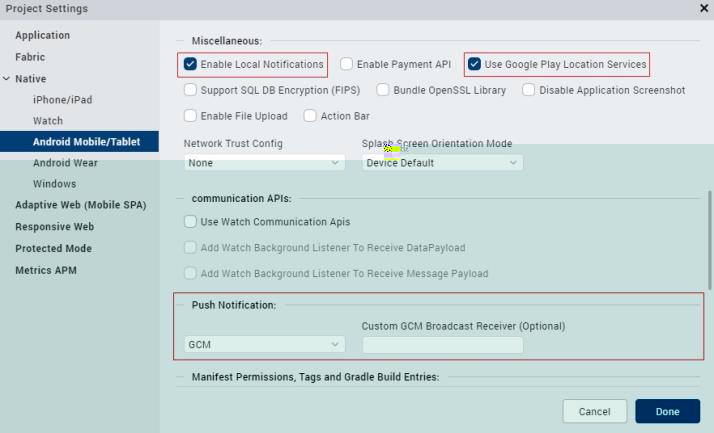 Project Settings
Application
Fabric
Native
iPhone/iPad
Watch
Android Mobile/Tablet
Android Wear
Windows
Adaptive Web (Mobile SPA)
Responsive Web
Protected Mode
Metrics APM
Miscellaneous:
Enable Local Notifications Enable Payment API Use Google Play Location Services
Support SQL DB Encryption (FIPS) Bundle OpenSSL Library Disable Application Screenshot
Enable File Upload Action Bar
Network Trust Config Splash Screen Orientation Mode
None Device Default
communication APIs:
Use Watch Communication Apis
Add Watch Background Listener To Receive DataPayload
Add Watch Background Listener To Receive Message Payload
Push Notification:
Custom GCM Broadcast Receiver (Optional)
GCM
Manifest Permissions, Tags and Gradle Build Entries:
Cancel Done